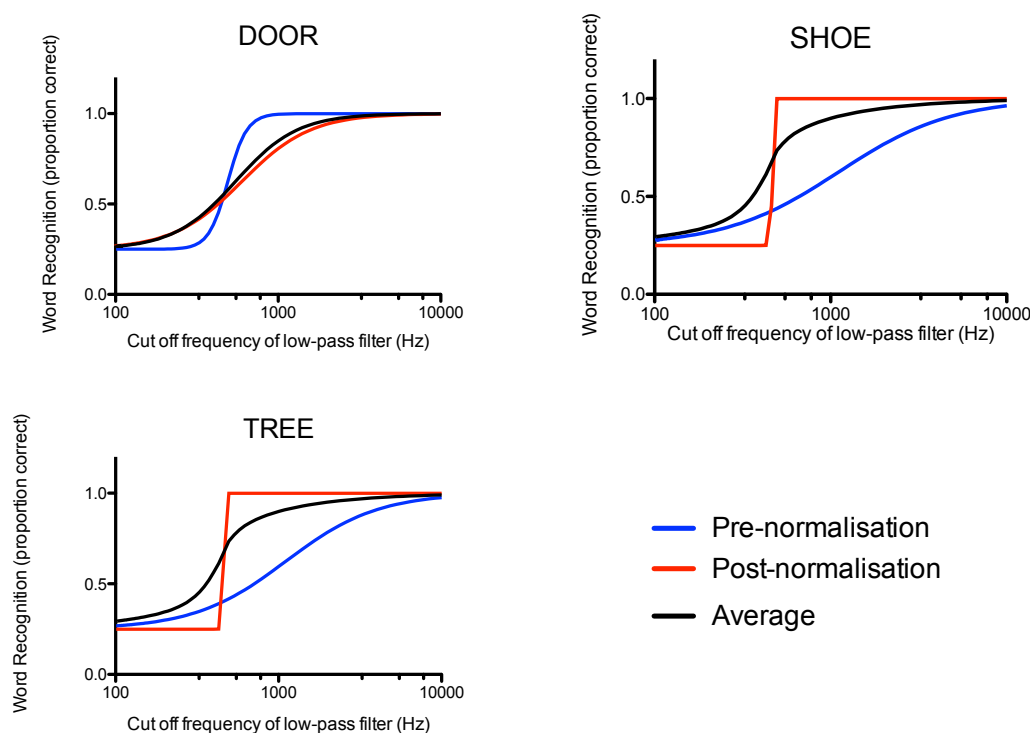 DOOR
Word Recognition (proportion correct)
1.0
0.5
0.0
100
1000
10000
Cut off frequency of low-pass filter (Hz)
SHOE
Word Recognition (proportion correct)
1.0
0.5
0.0
100
1000
10000
Cut off frequency of low-pass filter (Hz)
TREE
Word Recognition (proportion correct)
1.0
0.5
0.0
100
1000
10000
Cut off frequency of low-pass filter (Hz)
Pre-normalisation
Post-normalisation
Average